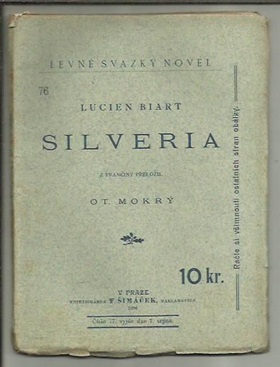 LEVNÉ SVAZKY NOVEL
76
LUCIEN BIART
SILVERIA
Z FRANČINY PŘELOŽIL
OT. MOKRÝ
10 kr.
V PRAZE
F. ŠIMÁČEK,
Račte si všimnouti ostatních stran obálky.